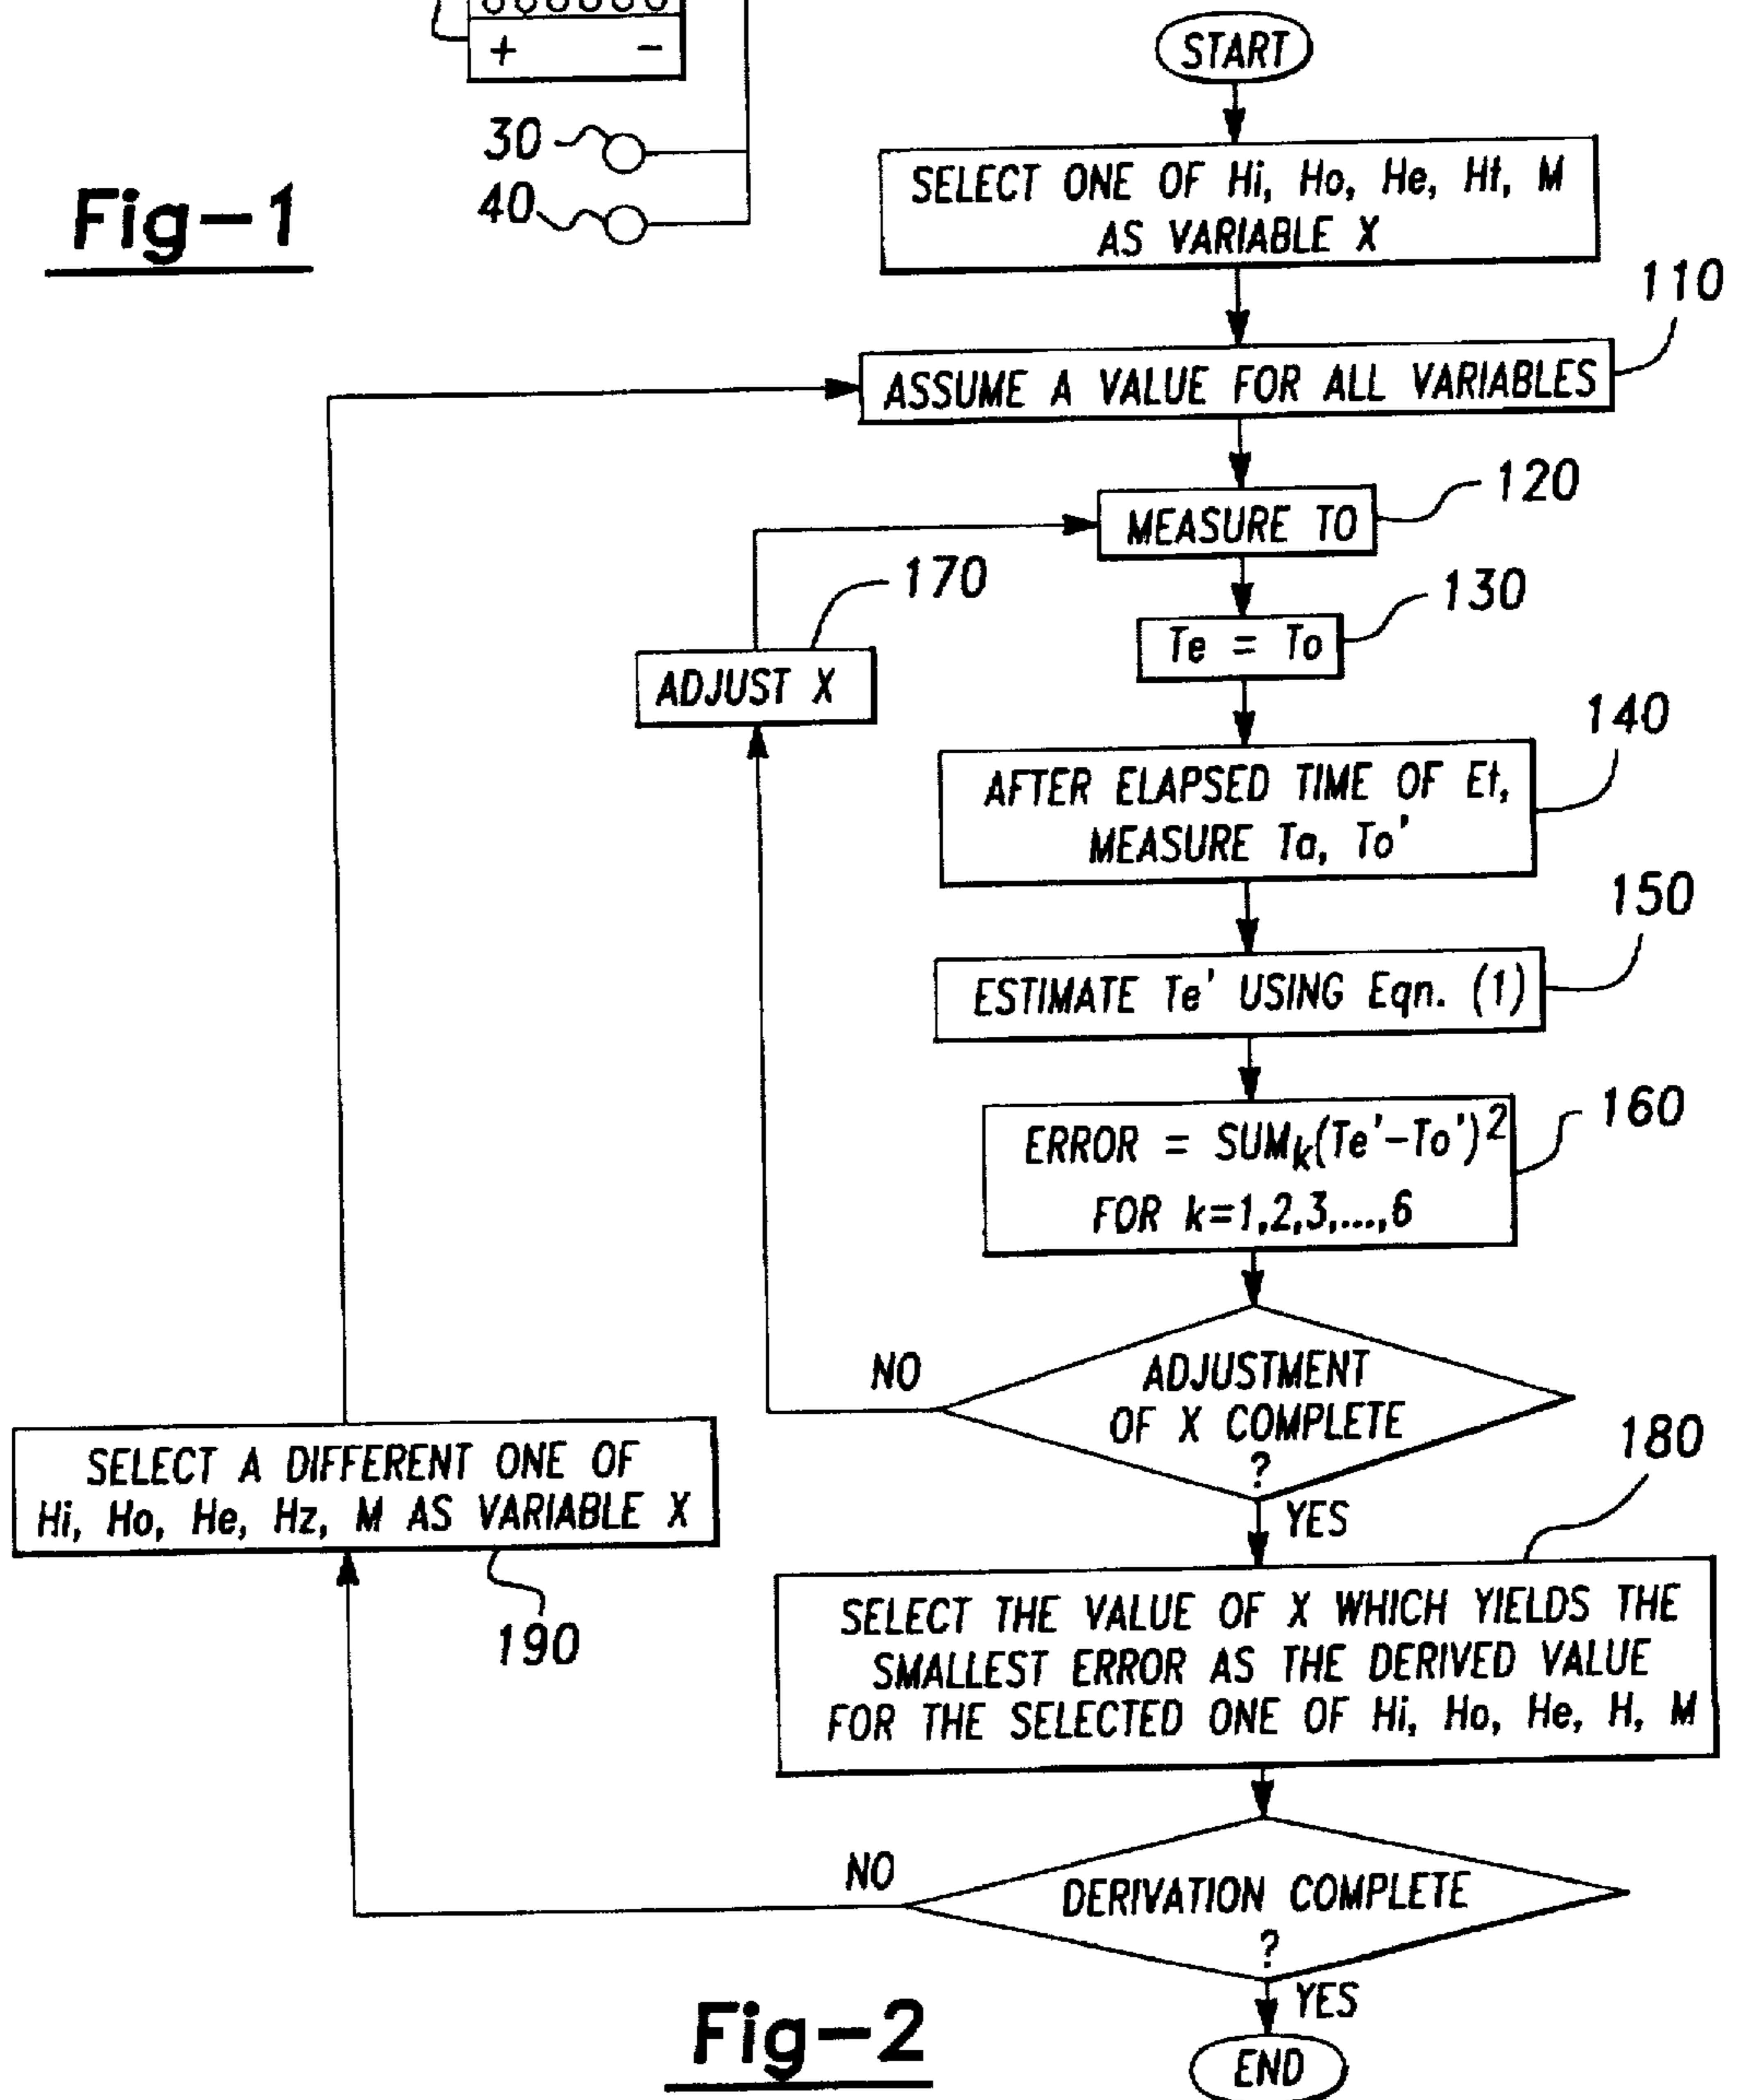 + −
30
40
Fig-1
START
SELECT ONE OF Hi, Ho, He, Ht, M
AS VARIABLE X
110
ASSUME A VALUE FOR ALL VARIABLES
120
MEASURE TO
130
Te = To
170
ADJUST X
140
AFTER ELAPSED TIME OF Et,
MEASURE Ta, To'
150
ESTIMATE Te' USING Eqn. (1)
160
ERROR = SUMk(Te'-To')2
FOR k=1,2,3,...,6
ADJUSTMENT
OF X COMPLETE
?
NO
YES
180
SELECT THE VALUE OF X WHICH YIELDS THE
SMALLEST ERROR AS THE DERIVED VALUE
FOR THE SELECTED ONE OF Hi, Ho, He, H, M
SELECT A DIFFERENT ONE OF
Hi, Ho, He, Hz, M AS VARIABLE X
190
DERIVATION COMPLETE
?
NO
YES
END
Fig-2